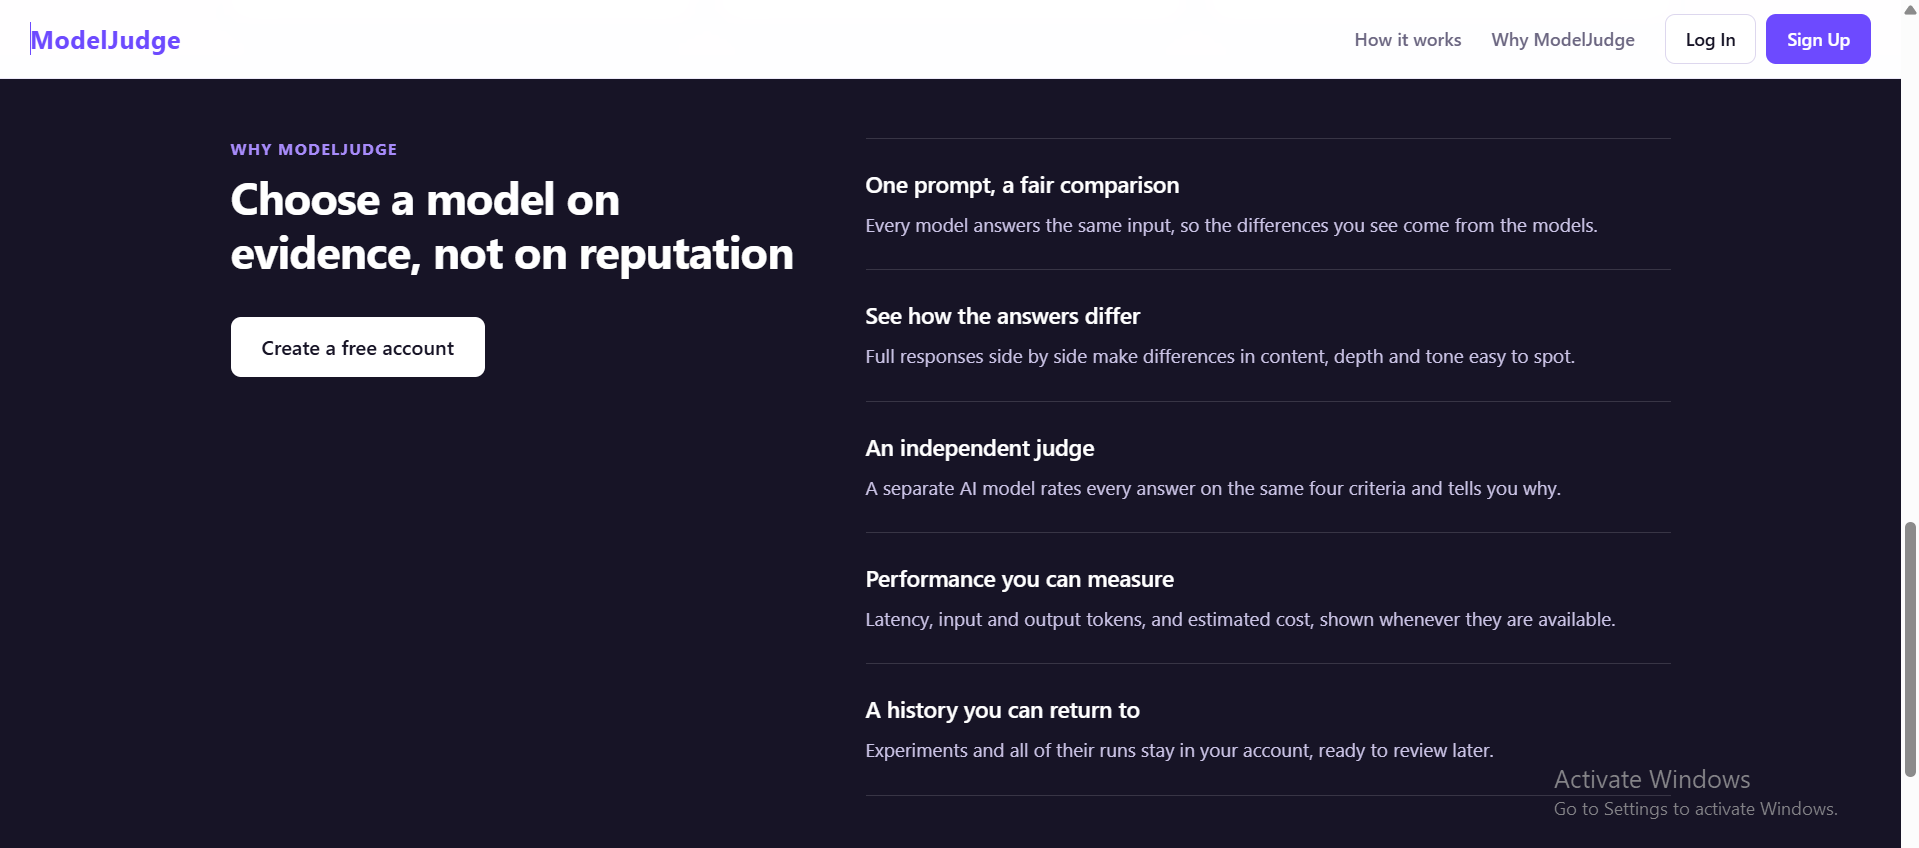 ModelJudge
How it works
Why ModelJudge
Log In
Sign Up
WHY MODELJUDGE
Choose a model on
evidence, not on reputation
Create a free account
One prompt, a fair comparison
Every model answers the same input, so the differences you see come from the models.
See how the answers differ
Full responses side by side make differences in content, depth and tone easy to spot.
An independent judge
A separate AI model rates every answer on the same four criteria and tells you why.
Performance you can measure
Latency, input and output tokens, and estimated cost, shown whenever they are available.
A history you can return to
Experiments and all of their runs stay in your account, ready to review later.
Activate Windows
Go to Settings to activate Windows.